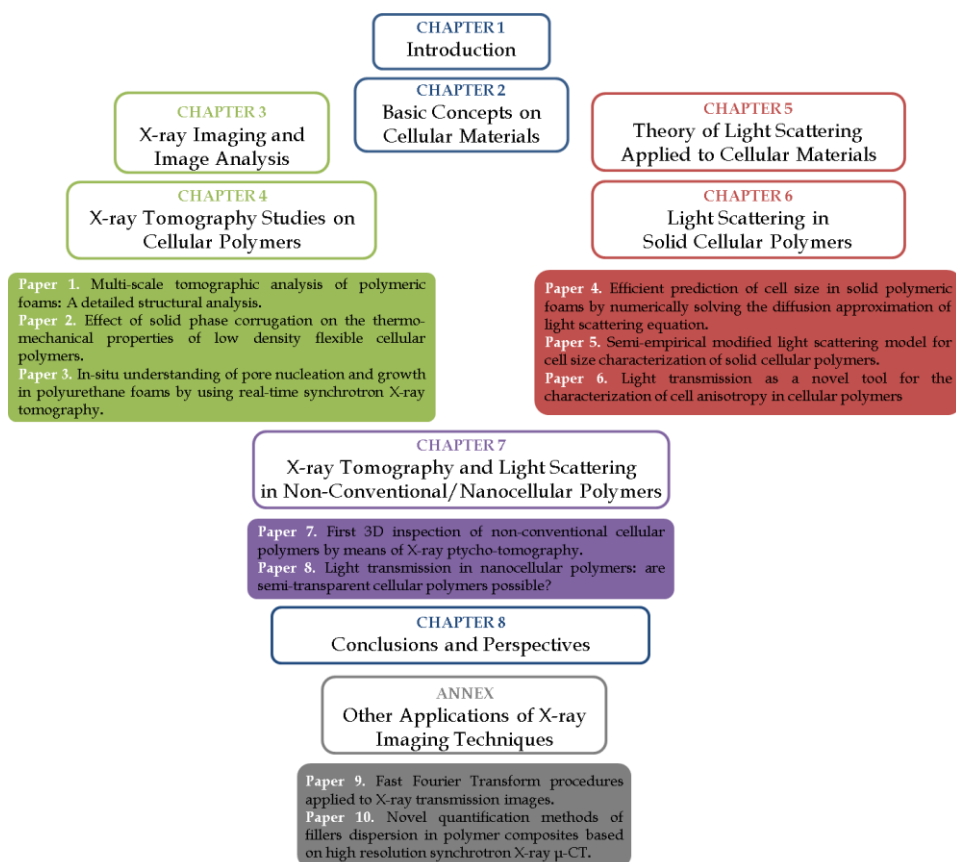 CHAPTER 1
Introduction
CHAPTER 2
Basic Concepts on
Cellular Materials
CHAPTER 3
X-ray Imaging and
Image Analysis
CHAPTER 4
X-ray Tomography Studies on
Cellular Polymers
Paper 1. Multi-scale tomographic analysis of polymeric
foams: A detailed structural analysis.
Paper 2. Effect of solid phase corrugation on the thermo-
mechanical properties of low density flexible cellular
polymers.
Paper 3. In-situ understanding of pore nucleation and growth
in polyurethane foams by using real-time synchrotron X-ray
tomography.
CHAPTER 5
Theory of Light Scattering
Applied to Cellular Materials
CHAPTER 6
Light Scattering in
Solid Cellular Polymers
Paper 4. Efficient prediction of cell size in solid polymeric
foams by numerically solving the diffusion approximation of
light scattering equation.
Paper 5. Semi-empirical modified light scattering model for
cell size characterization of solid cellular polymers.
Paper 6. Light transmission as a novel tool for the
characterization of cell anisotropy in cellular polymers
CHAPTER 7
X-ray Tomography and Light Scattering
in Non-Conventional/Nanocellular Polymers
Paper 7. First 3D inspection of non-conventional cellular
polymers by means of X-ray ptycho-tomography.
Paper 8. Light transmission in nanocellular polymers: are
semi-transparent cellular polymers possible?
CHAPTER 8
Conclusions and Perspectives
ANNEX
Other Applications of X-ray
Imaging Techniques
Paper 9. Fast Fourier Transform procedures
applied to X-ray transmission images.
Paper 10. Novel quantification methods of
fillers dispersion in polymer composites based
on high resolution synchrotron X-ray μ-CT.